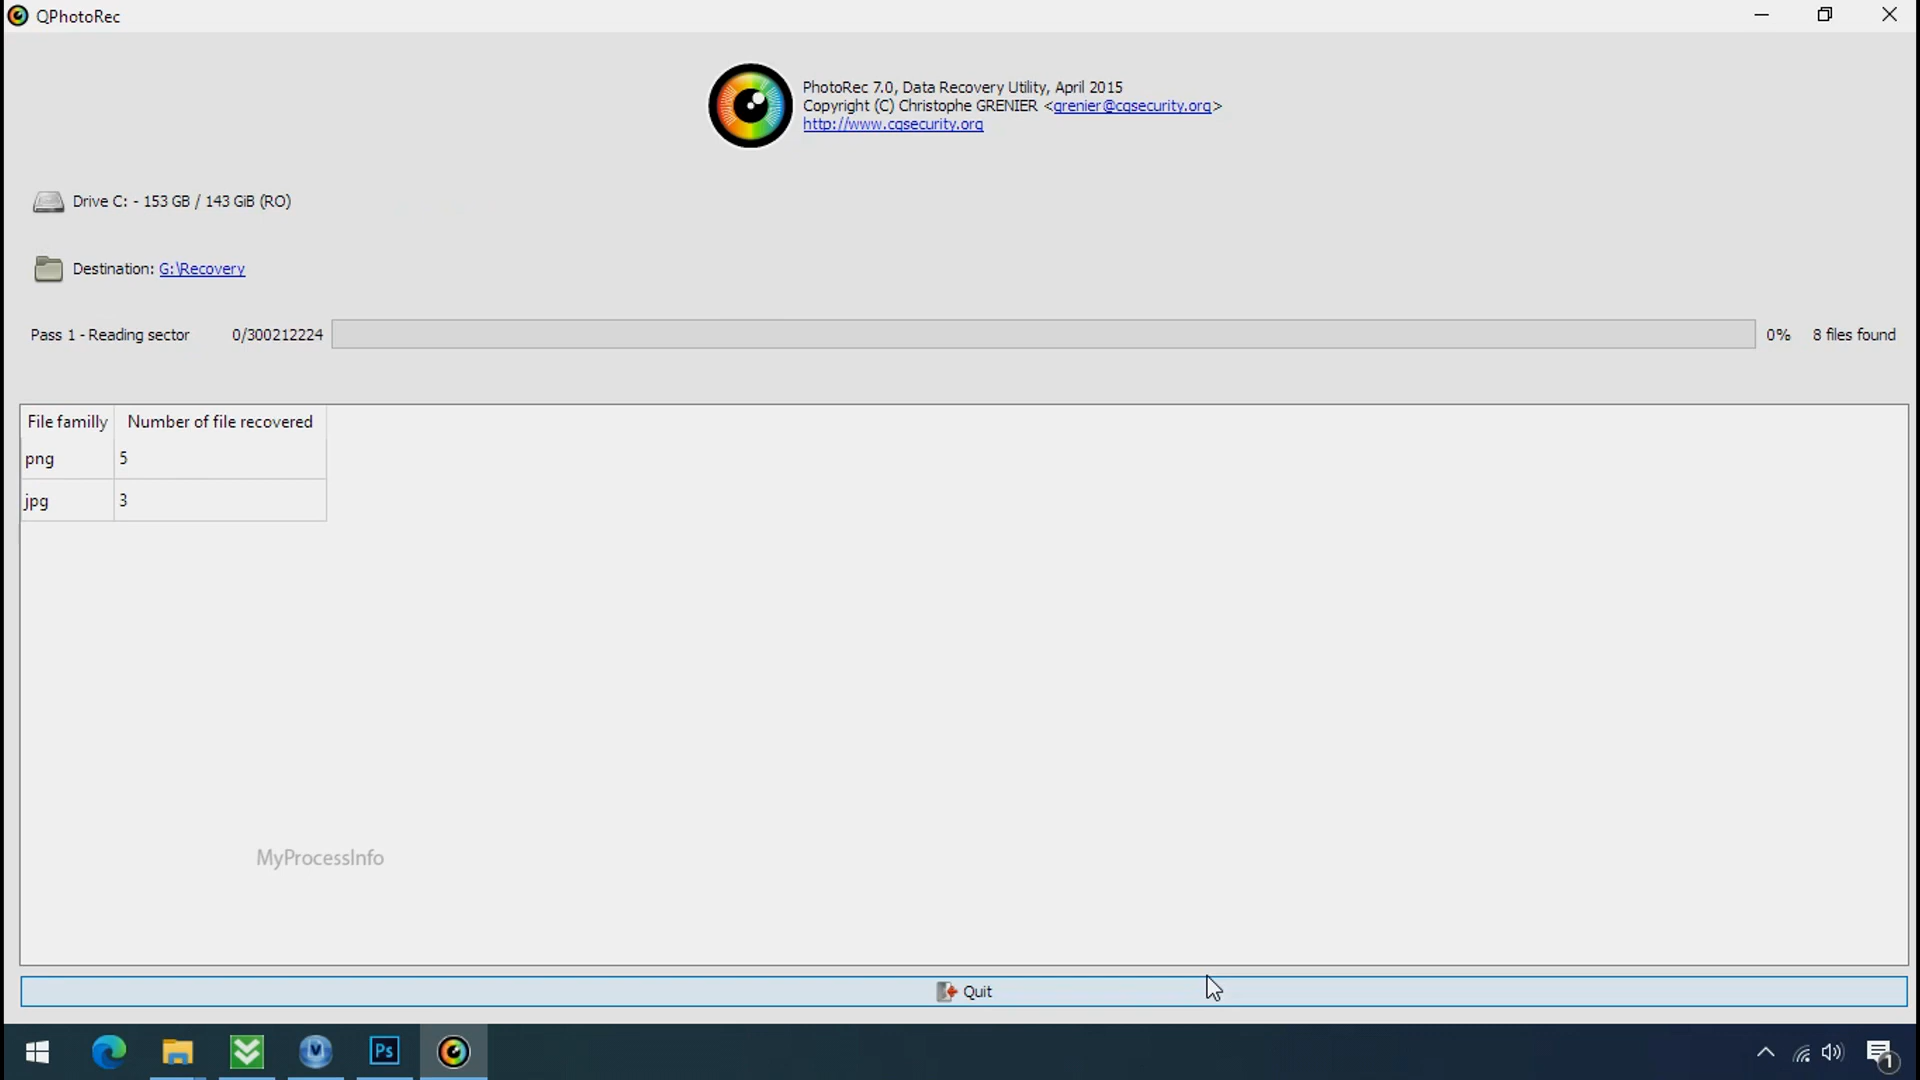 QPhotoRec
PhotoRec 7.0, Data Recovery Utility, April 2015
Copyright (C) Christophe GRENIER <grenier@cgsecurity.org>
http://www.cgsecurity.org
Drive C: - 153 GB / 143 GiB (RO)
Destination: G:\Recovery
Pass 1 - Reading sector 0/300212224 0% 8 files found
File familly Number of file recovered
png 5
jpg 3
MyProcessInfo
Quit
Ps
1